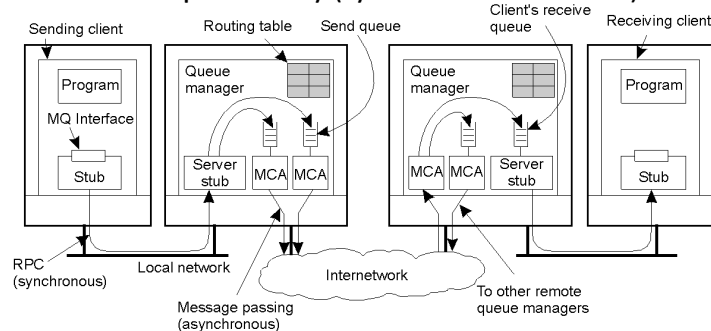 Client's receive
queue
Sending client
Routing table
Send queue
Receiving client
Program
Queue
manager
Queue
manager
Program
MQ Interface
Stub
Server
stub
MCA
MCA
MCA
MCA
Server
stub
Stub
RPC
(synchronous)
Local network
Internetwork
Message passing
(asynchronous)
To other remote
queue managers